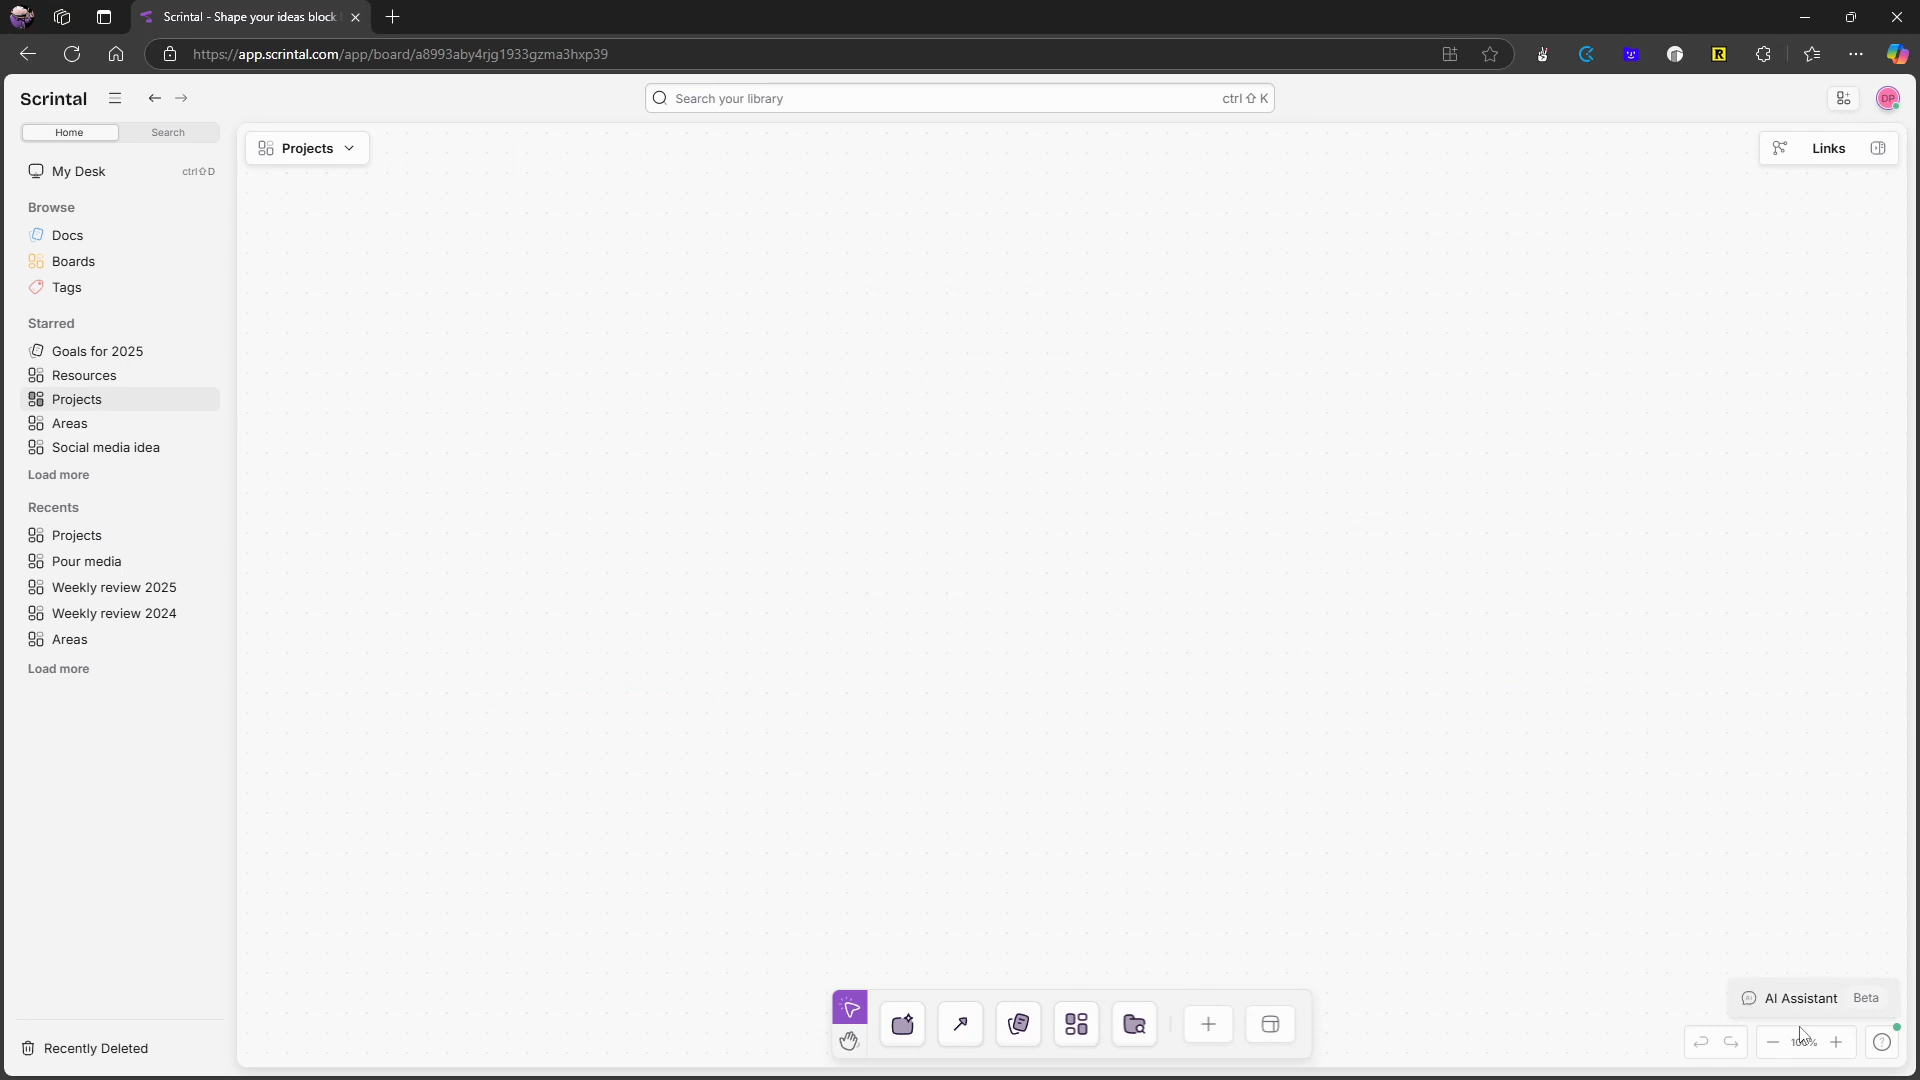 Scrintal - Shape your ideas block
https://app.scrintal.com/app/board/a8993aby4rjg1933gzma3hxp39
Scrintal
Search your library
ctrl⇧K
DP
Home
Search
Projects
Links
My Desk
ctrl⇧D
Browse
Docs
Boards
Tags
Starred
Goals for 2025
Resources
Projects
Areas
Social media idea
Load more
Recents
Projects
Pour media
Weekly review 2025
Weekly review 2024
Areas
Load more
AI Assistant
Beta
Recently Deleted